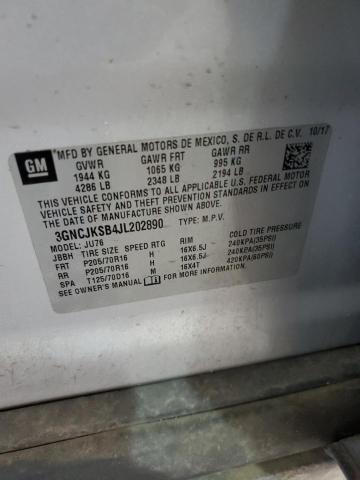 GM
MFD BY GENERAL MOTORS DE MEXICO, S. DE R.L. DE C.V. 10/17
GVWR GAWR FRT GAWR RR
1944 KG 1065 KG 995 KG
4286 LB 2348 LB 2194 LB
THIS VEHICLE CONFORMS TO ALL APPLICABLE U.S. FEDERAL MOTOR
VEHICLE SAFETY AND THEFT PREVENTION STANDARDS IN
EFFECT ON THE DATE OF MANUFACTURE SHOWN ABOVE.
3GNCJKSB4JL202890 TYPE: M.P.V.
MODEL: JU76
JBBH TIRE SIZE SPEED RTG RIM COLD TIRE PRESSURE
FRT P205/70R16 H 16X6.5J 240KPA(35PSI)
RR P205/70R16 H 16X6.5J 240KPA(35PSI)
SPA T125/70D16 M 16X4T 420KPA(60PSI)
SEE OWNER'S MANUAL FOR MORE INFORMATION